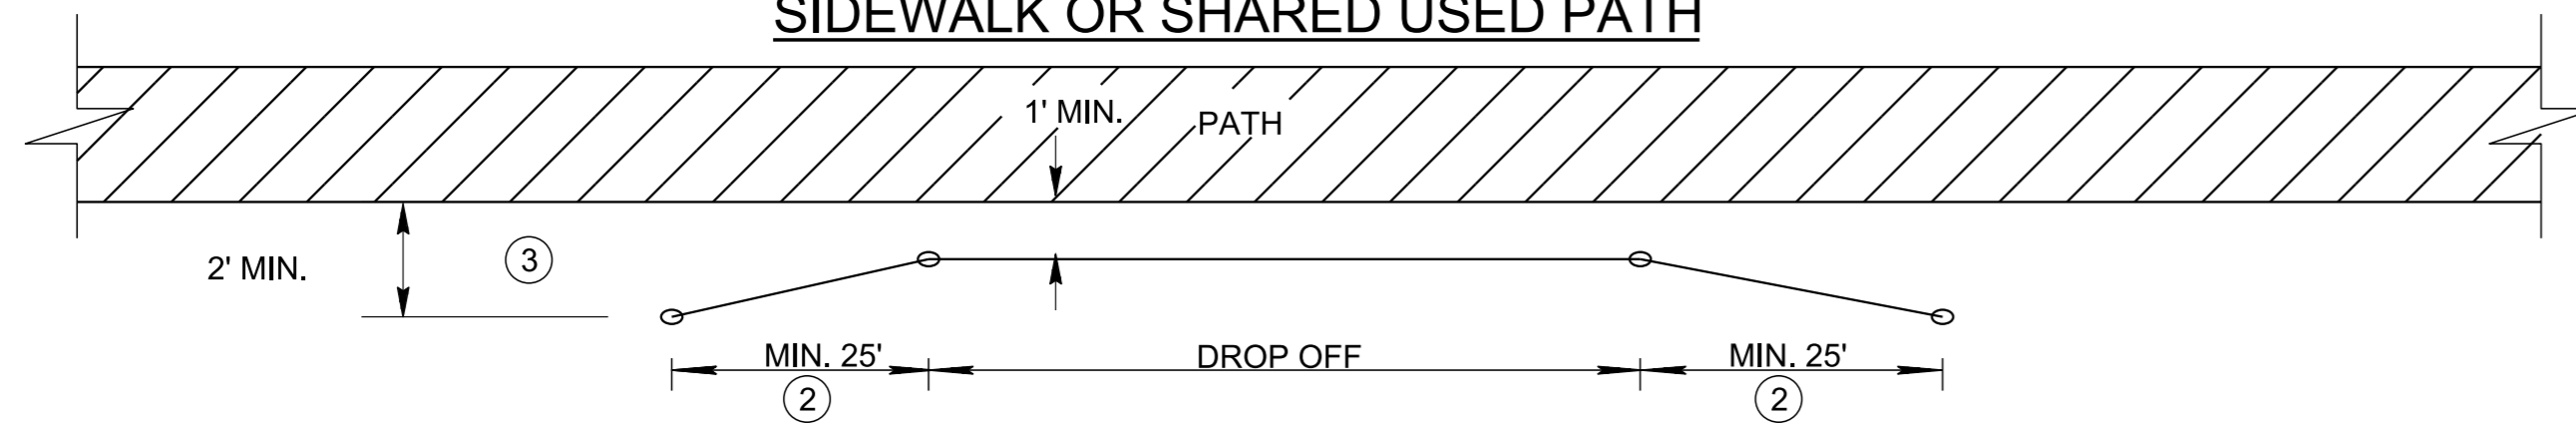 SIDEWALK OR SHARED USED PATH
1' MIN.
PATH
2' MIN.
3
MIN. 25'
DROP OFF
MIN. 25'
2
2